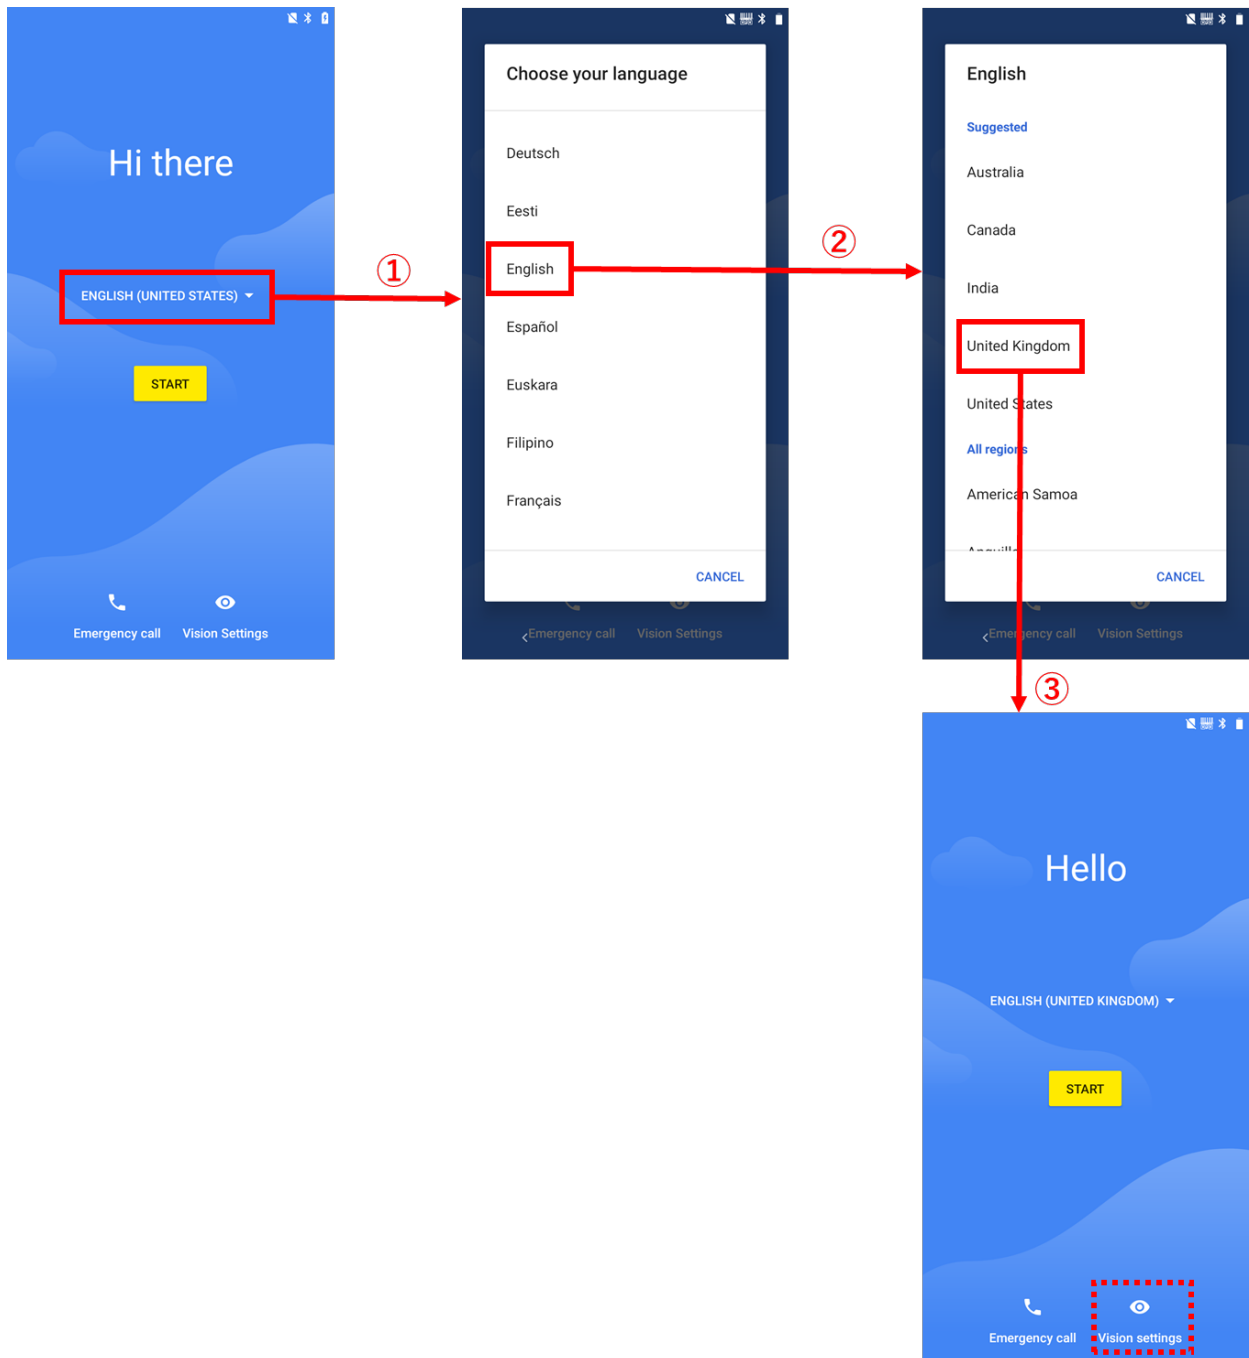 Hi there
ENGLISH (UNITED STATES)
START
Emergency call
Vision Settings
①
Choose your language
Deutsch
Eesti
English
Español
Euskara
Filipino
Français
CANCEL
Emergency call
Vision Settings
②
English
Suggested
Australia
Canada
India
United Kingdom
United States
All regions
American Samoa
CANCEL
Emergency call
Vision Settings
③
Hello
ENGLISH (UNITED KINGDOM)
START
Emergency call
Vision settings